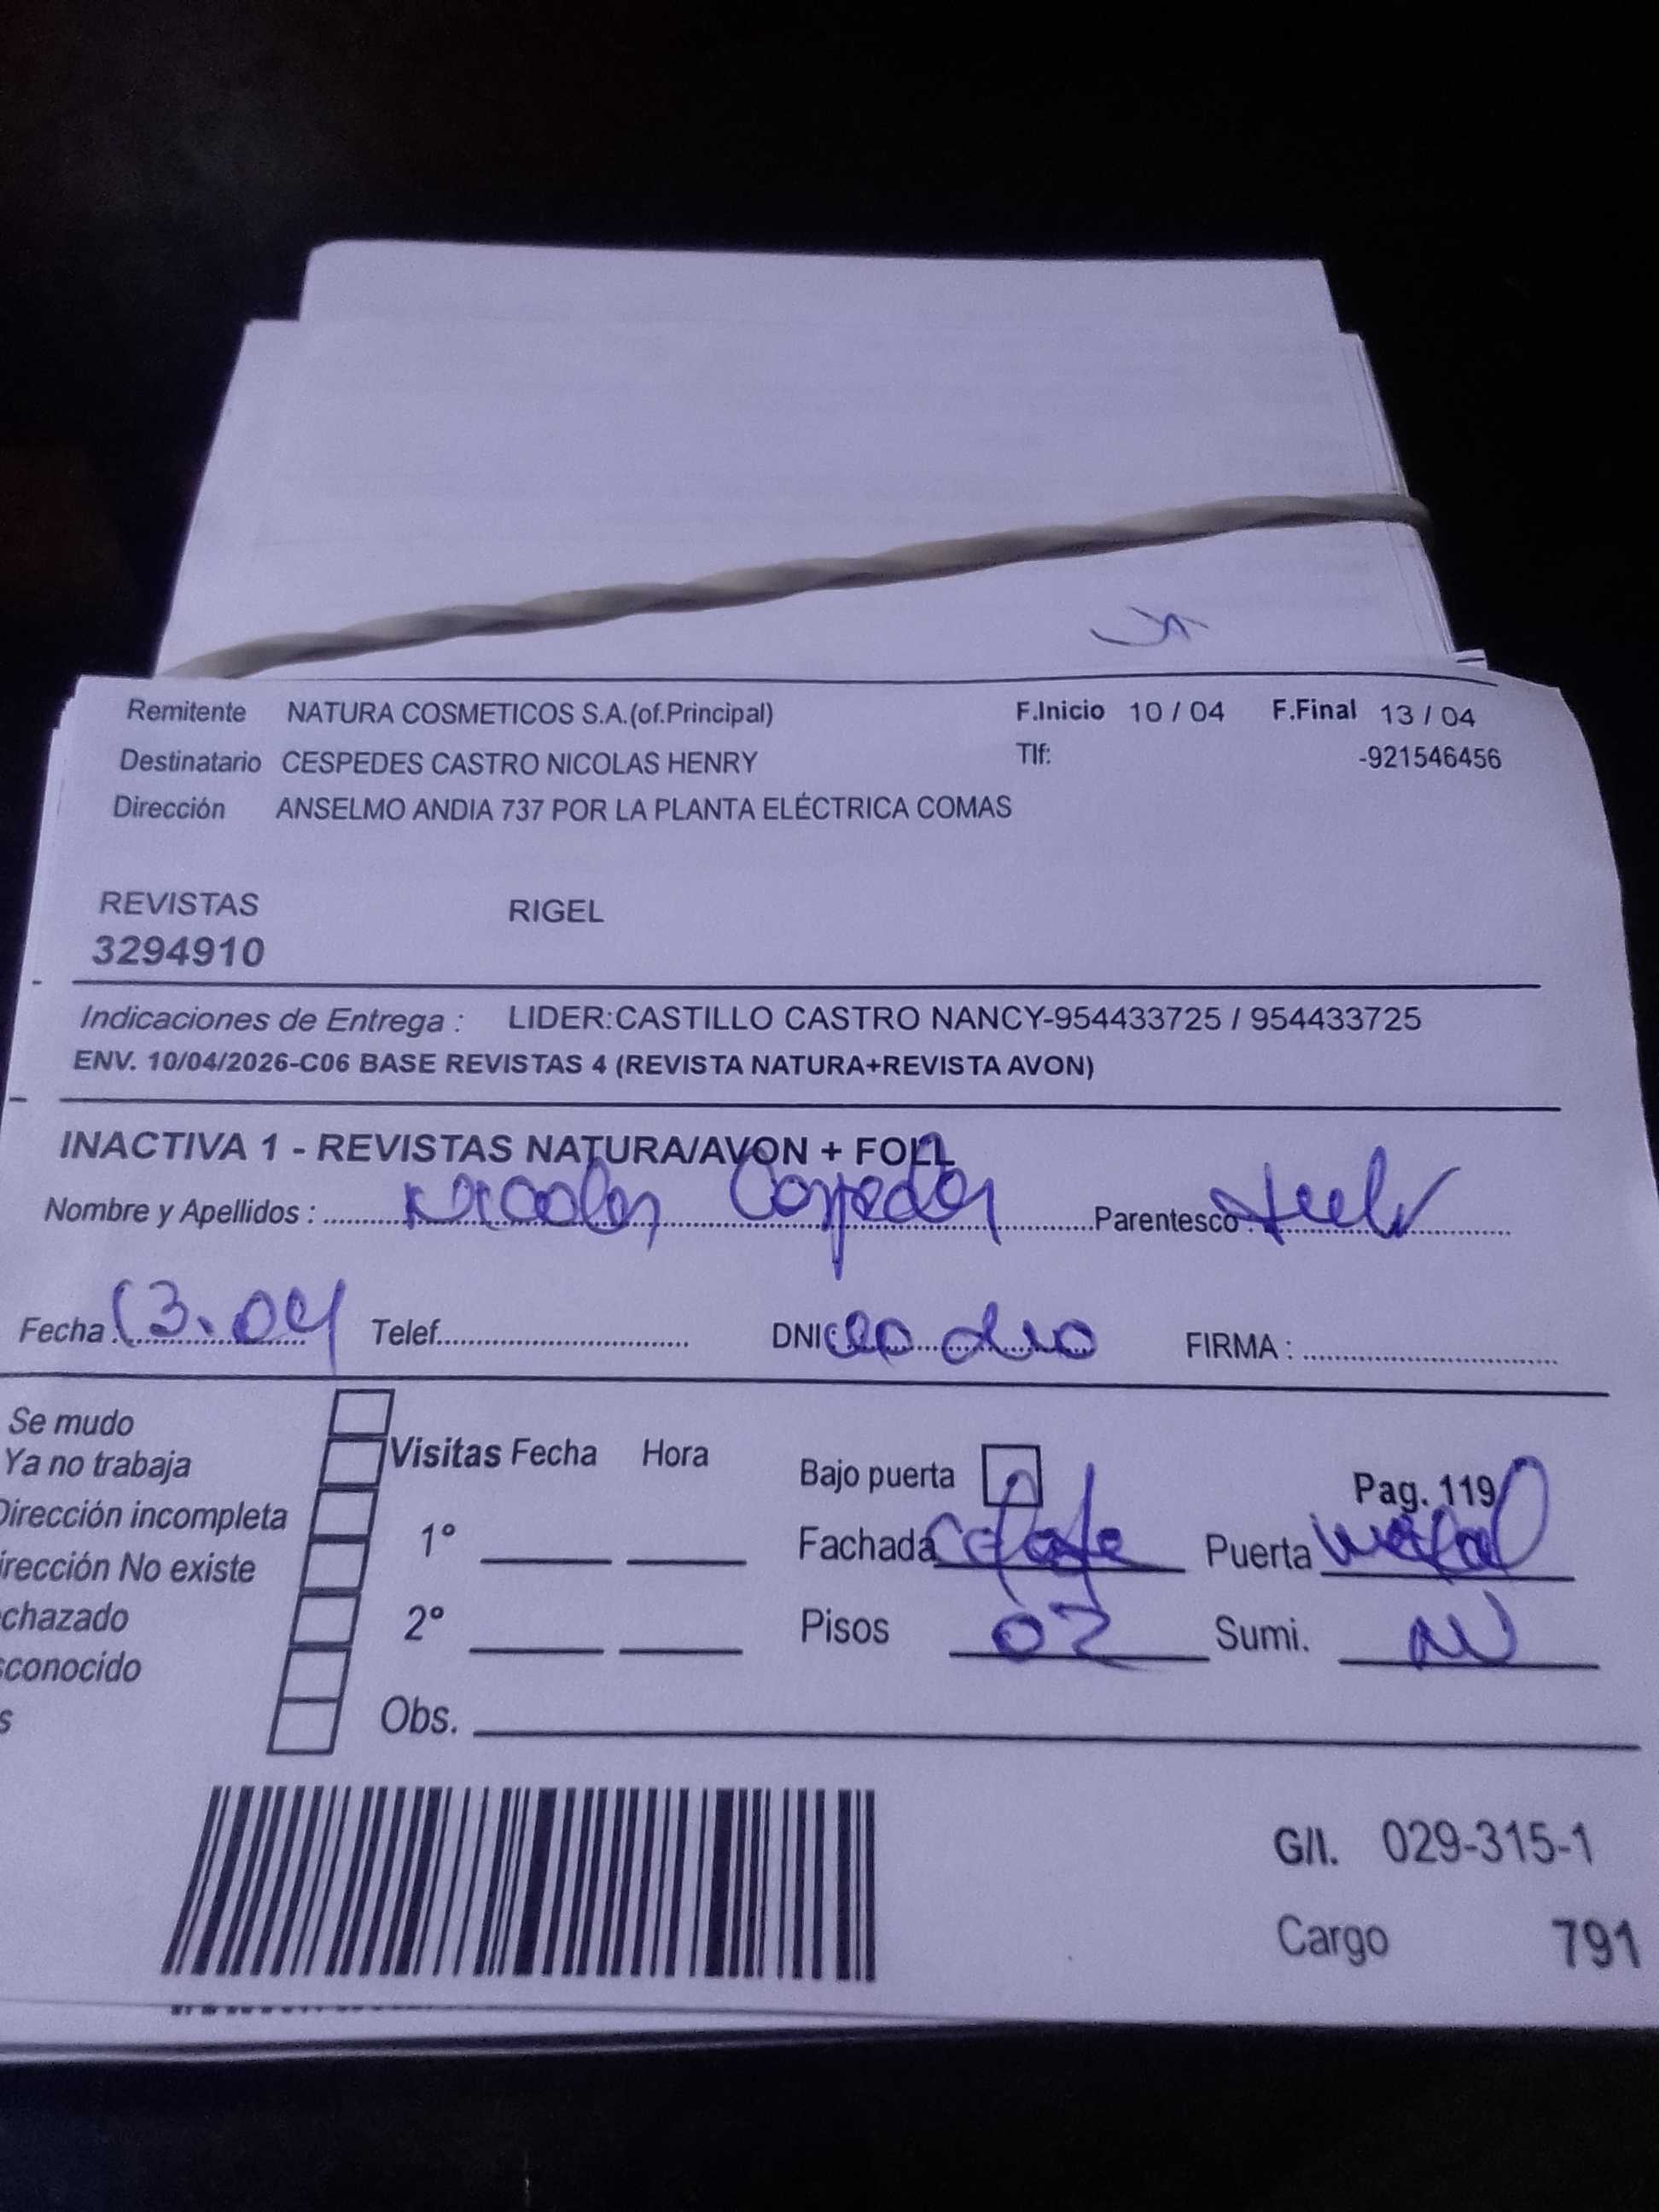 Remitente NATURA COSMETICOS S.A.(of.Principal) F.Inicio 10 / 04 F.Final 13 / 04
Destinatario CESPEDES CASTRO NICOLAS HENRY Tlf: -921546456
Dirección ANSELMO ANDIA 737 POR LA PLANTA ELÉCTRICA COMAS
REVISTAS RIGEL
3294910
Indicaciones de Entrega : LIDER:CASTILLO CASTRO NANCY-954433725 / 954433725
ENV. 10/04/2026-C06 BASE REVISTAS 4 (REVISTA NATURA+REVISTA AVON)
INACTIVA 1 - REVISTAS NATURA/AVON + FOLL
Nombre y Apellidos : Nicolas Cespedes Parentesco :
Fecha : 13.04 Telef. DNI FIRMA :
Se mudo
Ya no trabaja Visitas Fecha Hora Bajo puerta Pag. 119
Dirección incompleta 1º Fachada Puerta metal
irección No existe
chazado 2º Pisos 02 Sumi.
sconocido
s Obs.
G/I. 029-315-1
Cargo 791